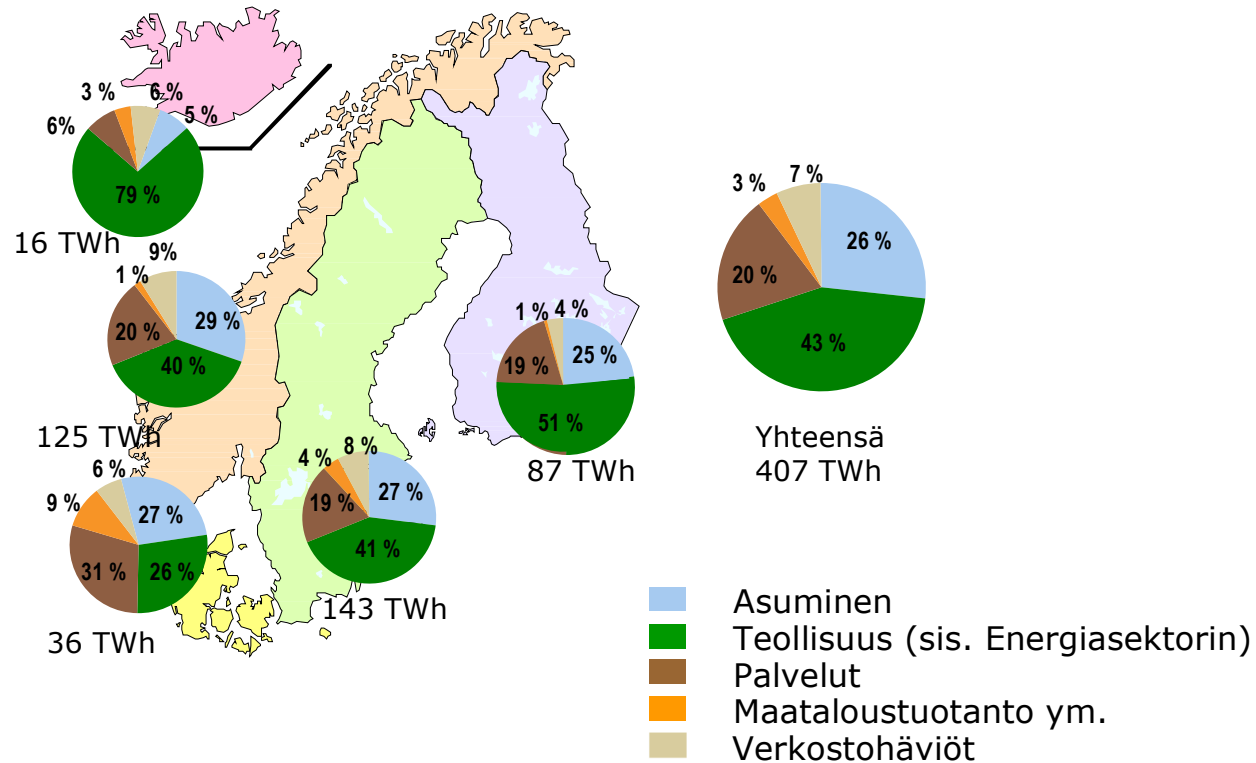 3 %
6 %
5 %
6%
79 %
16 TWh
9%
1 %
29 %
20 %
40 %
125 TWh
6 %
9 %
27 %
31 %
26 %
36 TWh
8 %
4 %
27 %
19 %
41 %
143 TWh
1 %
4 %
25 %
19 %
51 %
87 TWh
7 %
3 %
26 %
20 %
43 %
Yhteensä
407 TWh
Asuminen
Teollisuus (sis. Energiasektorin)
Palvelut
Maataloustuotanto ym.
Verkostohäviöt